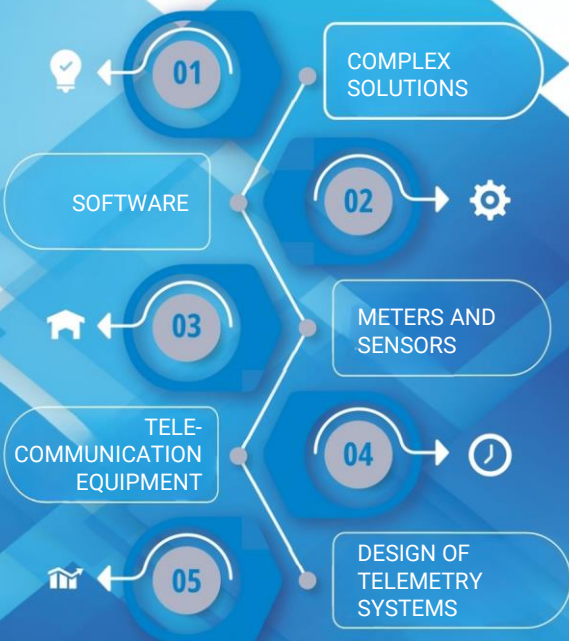 01
COMPLEX
SOLUTIONS
SOFTWARE
02
03
METERS AND
SENSORS
TELE-
COMMUNICATION
EQUIPMENT
04
05
DESIGN OF
TELEMETRY
SYSTEMS